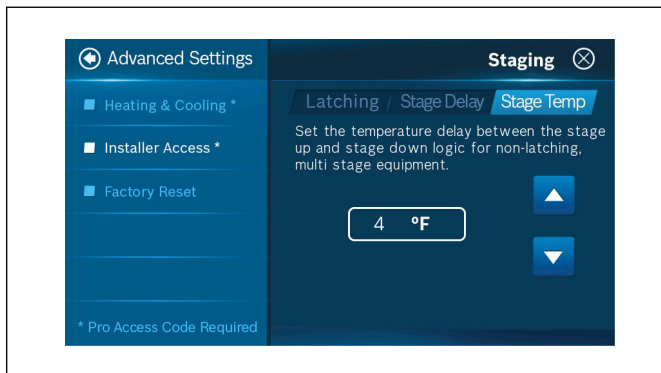 Advanced Settings
Staging
Heating & Cooling *
Installer Access *
Factory Reset
* Pro Access Code Required
Latching / Stage Delay Stage Temp
Set the temperature delay between the stage
up and stage down logic for non-latching,
multi stage equipment.
4 ºF